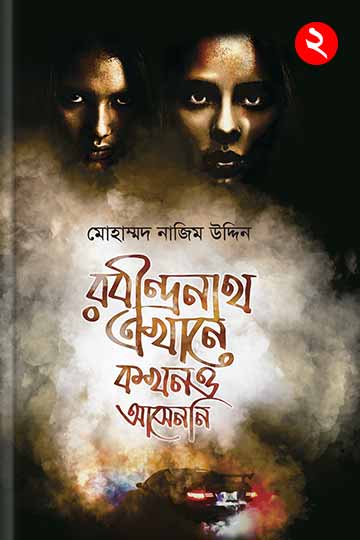 ২
মোহাম্মদ নাজিম উদ্দিন
রবীন্দ্রনাথ
এখানে
কখনও
আসেননি